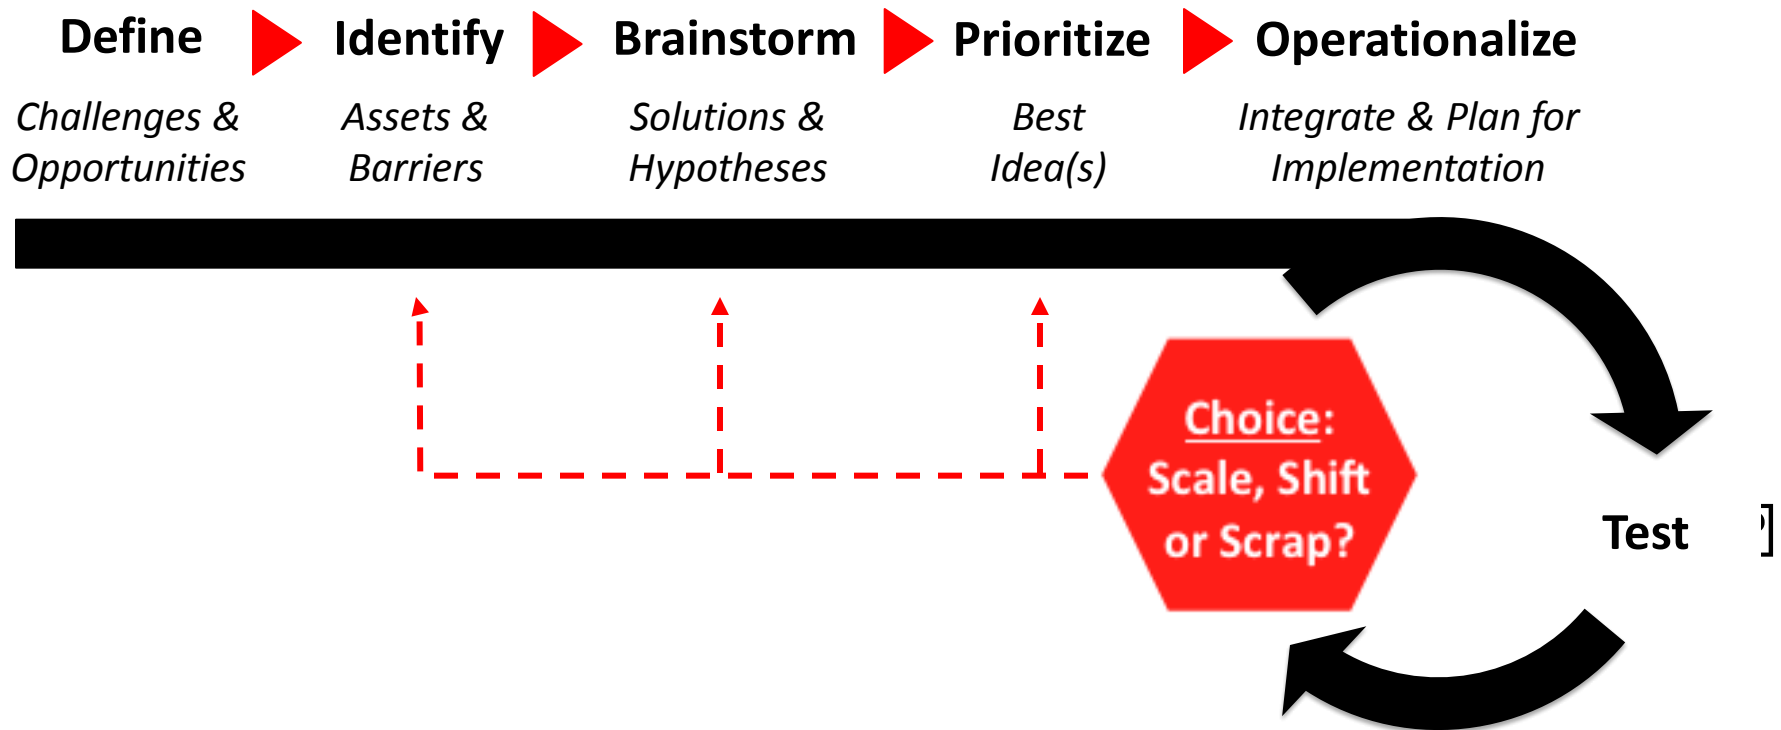 Define Identify Brainstorm Prioritize Operationalize
Challenges & Assets & Solutions & Best Integrate & Plan for
Opportunities Barriers Hypotheses Idea(s) Implementation
Choice:
Scale, Shift
or Scrap?
Test